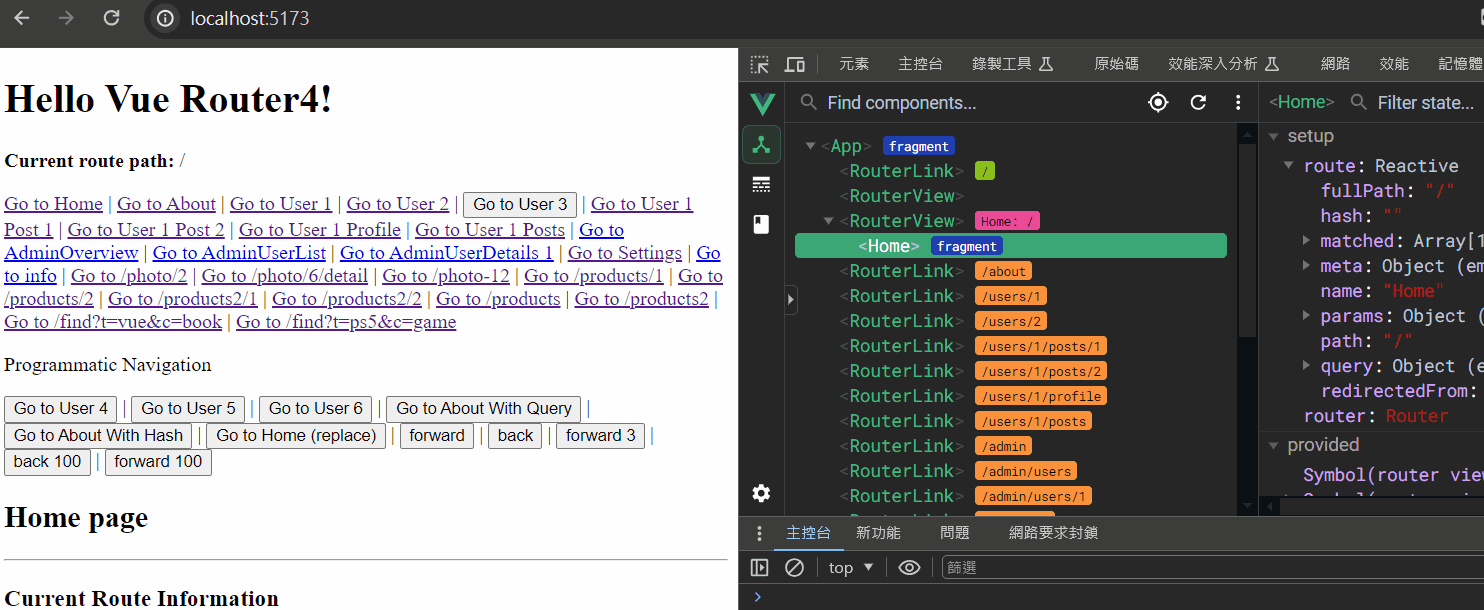 localhost:5173
Hello Vue Router4!
Current route path: /
Go to Home | Go to About | Go to User 1 | Go to User 2 | Go to User 3 | Go to User 1
Post 1 | Go to User 1 Post 2 | Go to User 1 Profile | Go to User 1 Posts | Go to
AdminOverview | Go to AdminUserList | Go to AdminUserDetails 1 | Go to Settings | Go
to info | Go to /photo/2 | Go to /photo/6/detail | Go to /photo-12 | Go to /products/1 | Go to
/products/2 | Go to /products2/1 | Go to /products2/2 | Go to /products | Go to /products2 |
Go to /find?t=vue&c=book | Go to /find?t=ps5&c=game
Programmatic Navigation
Go to User 4 | Go to User 5 | Go to User 6 | Go to About With Query |
Go to About With Hash | Go to Home (replace) | forward | back | forward 3 |
back 100 | forward 100
Home page
Current Route Information
元素 主控台 錄製工具 原始碼 效能深入分析 網路 效能 記憶體
Find components...
<App> fragment
<RouterLink> /
<RouterView>
<RouterView> Home: /
<Home> fragment
<RouterLink> /about
<RouterLink> /users/1
<RouterLink> /users/2
<RouterLink> /users/1/posts/1
<RouterLink> /users/1/posts/2
<RouterLink> /users/1/profile
<RouterLink> /users/1/posts
<RouterLink> /admin
<RouterLink> /admin/users
<RouterLink> /admin/users/1
<Home> Filter state...
setup
route: Reactive
fullPath: "/"
hash: ""
matched: Array[1
meta: Object (em
name: "Home"
params: Object (
path: "/"
query: Object (e
redirectedFrom:
router: Router
provided
Symbol(router view
主控台 新功能 問題 網路要求封鎖
top 篩選